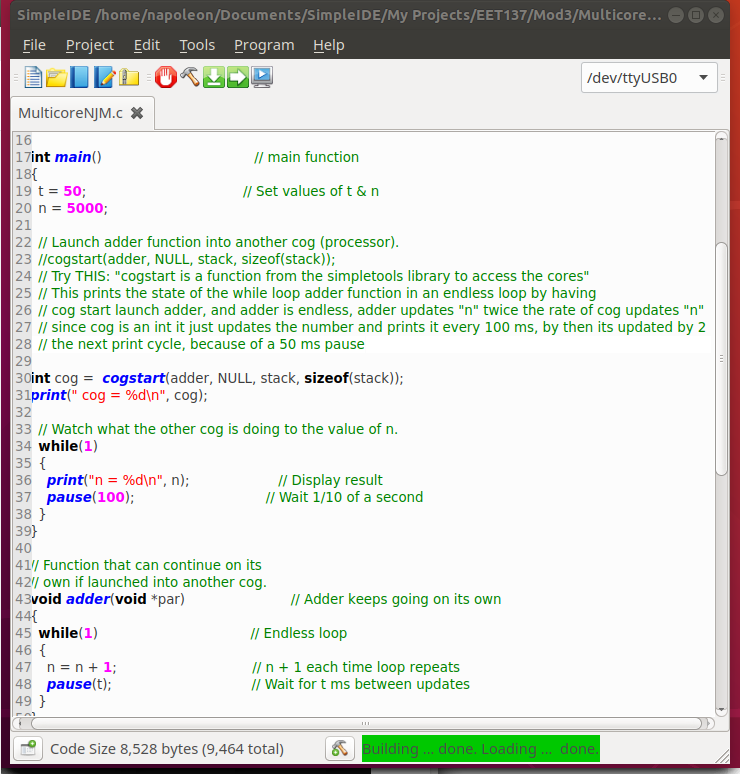 SimpleIDE /home/napoleon/Documents/SimpleIDE/My Projects/EET137/Mod3/Multicore...
File Project Edit Tools Program Help
/dev/ttyUSB0
MulticoreNJM.c
16
17 int main() // main function
18 {
19 t = 50; // Set values of t & n
20 n = 5000;
21
22 // Launch adder function into another cog (processor).
23 //cogstart(adder, NULL, stack, sizeof(stack));
24 // Try THIS: "cogstart is a function from the simpletools library to access the cores"
25 // This prints the state of the while loop adder function in an endless loop by having
26 // cog start launch adder, and adder is endless, adder updates "n" twice the rate of cog updates "n"
27 // since cog is an int it just updates the number and prints it every 100 ms, by then its updated by 2
28 // the next print cycle, because of a 50 ms pause
29
30 int cog = cogstart(adder, NULL, stack, sizeof(stack));
31 print(" cog = %d\n", cog);
32
33 // Watch what the other cog is doing to the value of n.
34 while(1)
35 {
36 print("n = %d\n", n); // Display result
37 pause(100); // Wait 1/10 of a second
38 }
39 }
40
41 // Function that can continue on its
42 // own if launched into another cog.
43 void adder(void *par) // Adder keeps going on its own
44 {
45 while(1) // Endless loop
46 {
47 n = n + 1; // n + 1 each time loop repeats
48 pause(t); // Wait for t ms between updates
49 }
Code Size 8,528 bytes (9,464 total) Building ... done. Loading ... done.